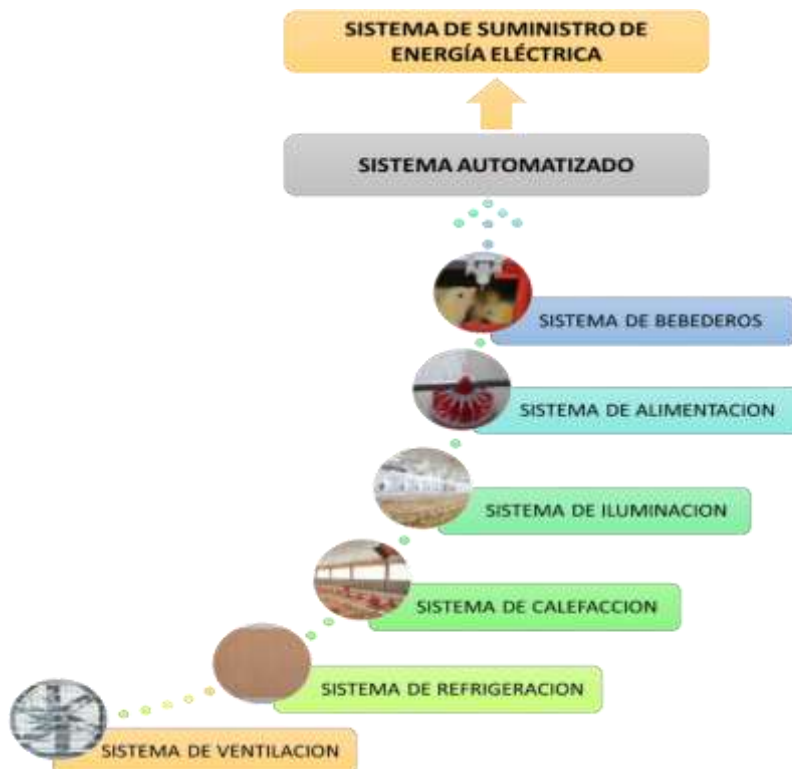 SISTEMA DE SUMINISTRO DE
ENERGÍA ELÉCTRICA
SISTEMA AUTOMATIZADO
SISTEMA DE BEBEDEROS
SISTEMA DE ALIMENTACION
SISTEMA DE ILUMINACION
SISTEMA DE CALEFACCION
SISTEMA DE REFRIGERACION
SISTEMA DE VENTILACION